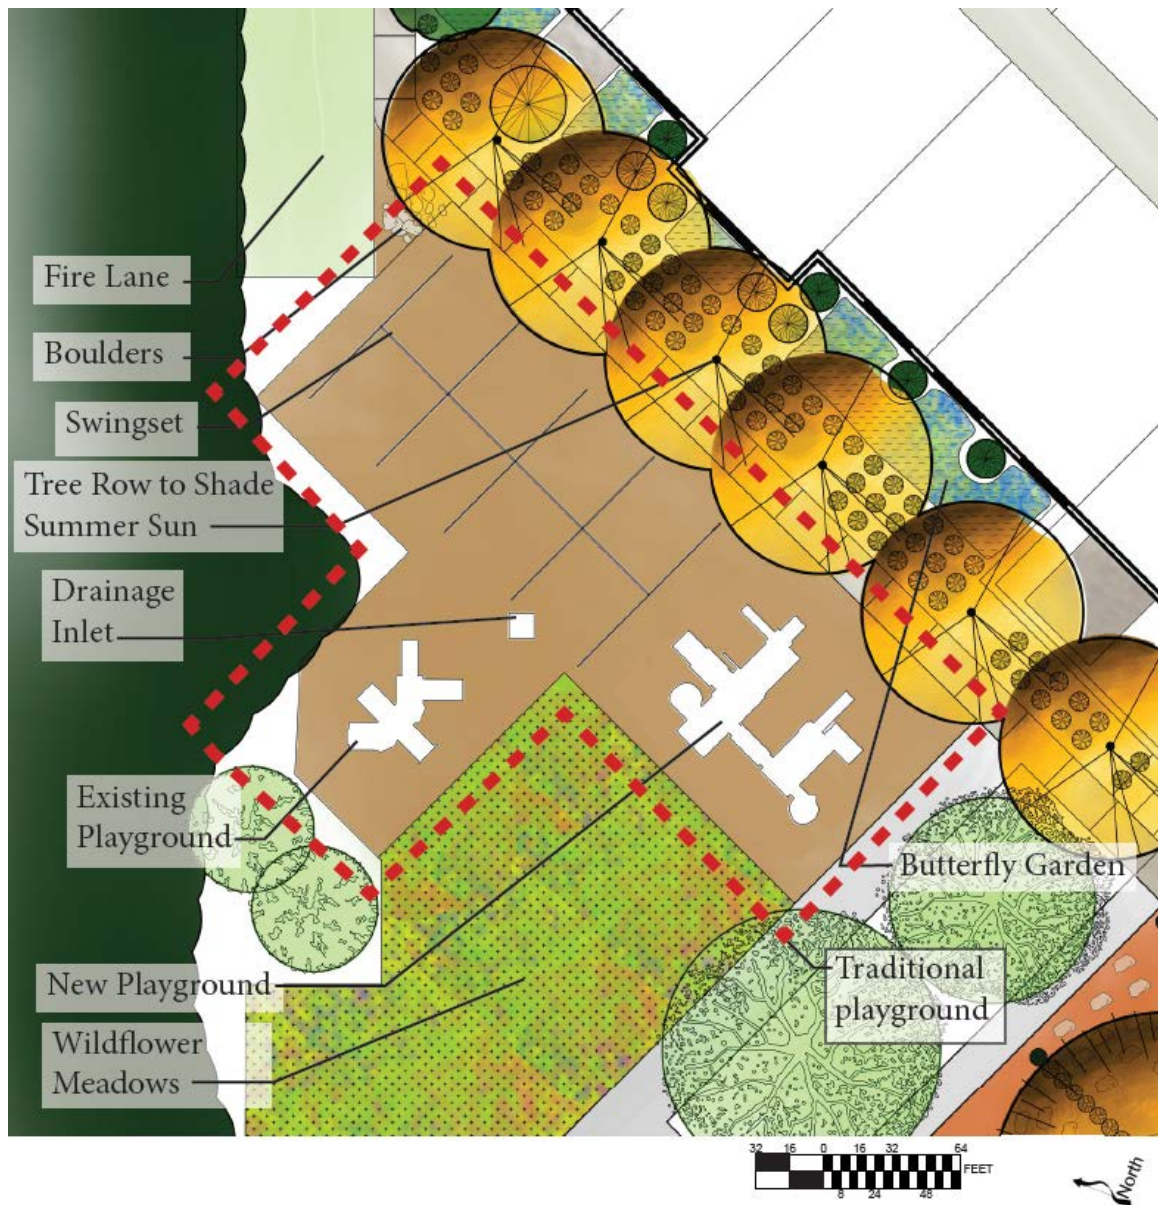 Fire Lane
Boulders
Swingset
Tree Row to Shade
Summer Sun
Drainage
Inlet
Existing
Playground
Butterfly Garden
New Playground
Traditional
playground
Wildflower
Meadows
32 16 0 16 32 64
FEET
8 24 48
North